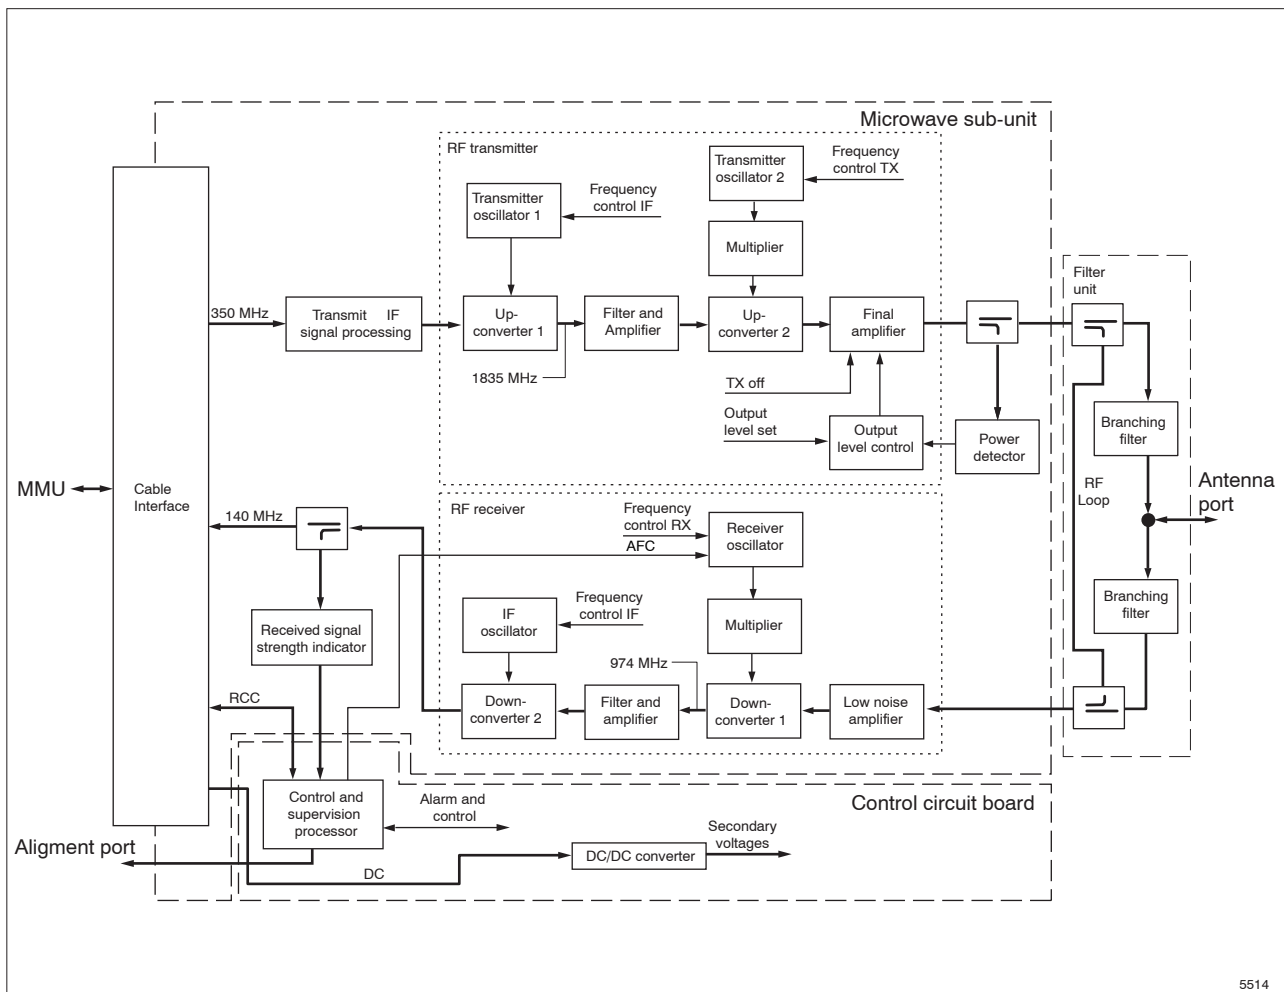 Microwave sub-unit
RF transmitter
Transmitter
oscillator 2
Frequency
control TX
Transmitter
oscillator 1
Frequency
control IF
Multiplier
Filter
unit
350 MHz
Transmit IF
signal processing
Up-
converter 1
Filter and
Amplifier
Up-
converter 2
Final
amplifier
1835 MHz
TX off
Output
level set
Output
level control
Power
detector
Branching
filter
RF
Loop
MMU
Cable
Interface
Antenna
port
140 MHz
RF receiver
Frequency
control RX
AFC
Receiver
oscillator
IF
oscillator
Frequency
control IF
Multiplier
Branching
filter
Received signal
strength indicator
974 MHz
RCC
Down-
converter 2
Filter and
amplifier
Down-
converter 1
Low noise
amplifier
Control and
supervision
processor
Alarm and
control
Control circuit board
Aligment port
DC
DC/DC converter
Secondary
voltages
5514